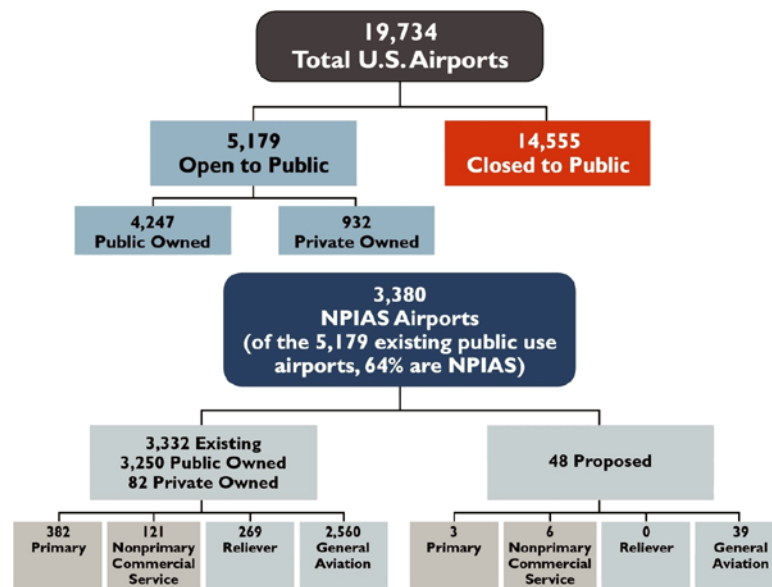 19,734
Total U.S. Airports
5,179
Open to Public
14,555
Closed to Public
4,247
Public Owned
932
Private Owned
3,380
NPIAS Airports
(of the 5,179 existing public use
airports, 64% are NPIAS)
3,332 Existing
3,250 Public Owned
82 Private Owned
48 Proposed
382
Primary
121
Nonprimary
Commercial
Service
269
Reliever
2,560
General
Aviation
3
Primary
6
Nonprimary
Commercial
Service
0
Reliever
39
General
Aviation